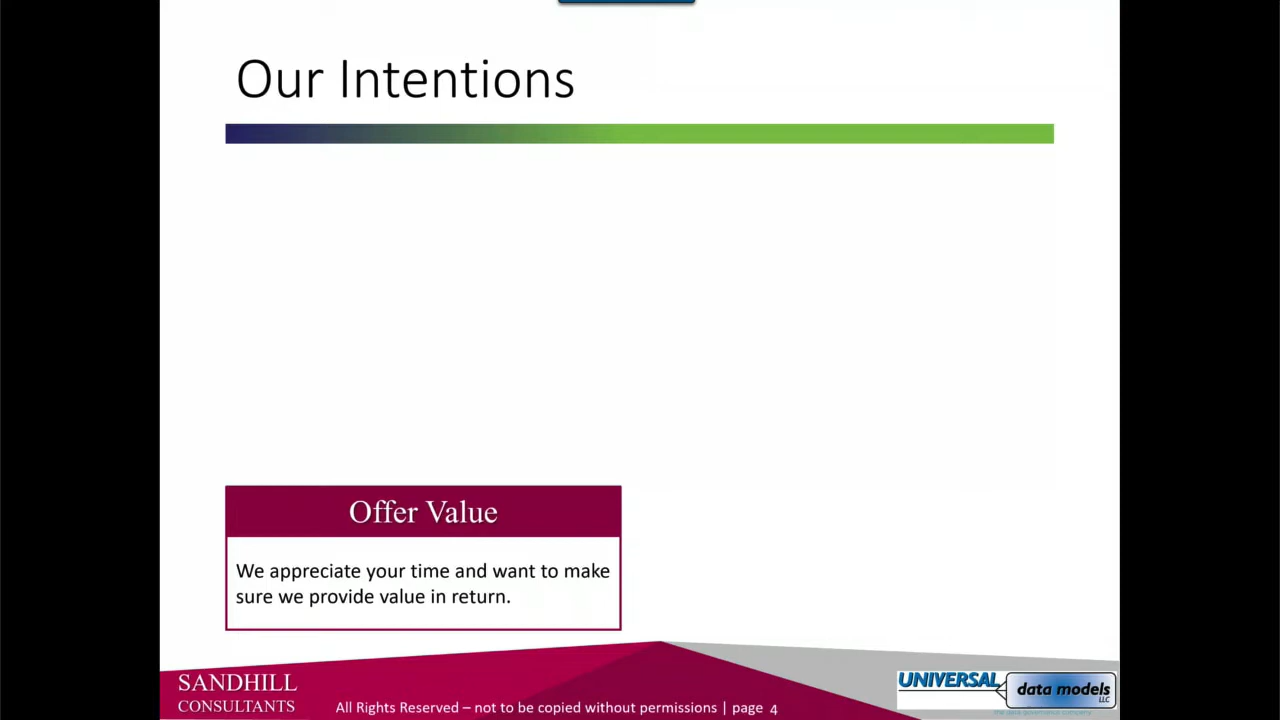 Our Intentions
Offer Value
We appreciate your time and want to make
sure we provide value in return.
SANDHILL
CONSULTANTS
All Rights Reserved – not to be copied without permissions | page 4
UNIVERSAL
data models
LLC